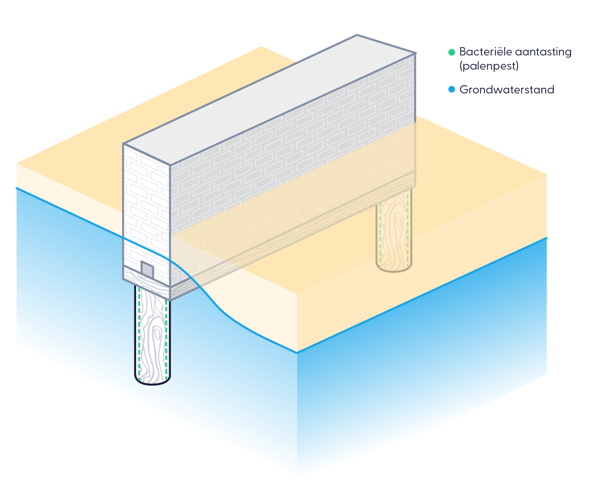 Bacteriële aantasting
(palenpest)
Grondwaterstand